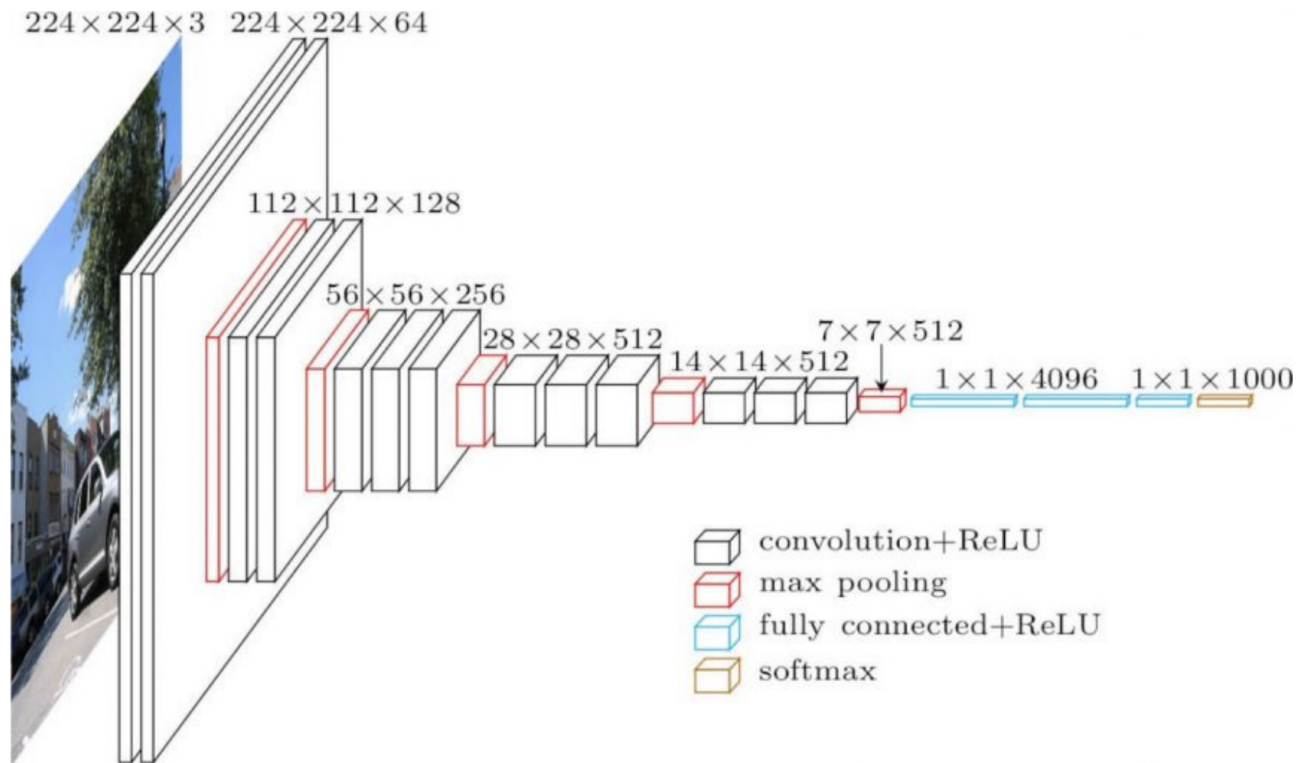 224×224×3
224×224×64
112×112×128
56×56×256
28×28×512
14×14×512
7×7×512
1×1×4096
1×1×1000
convolution+ReLU
max pooling
fully connected+ReLU
softmax